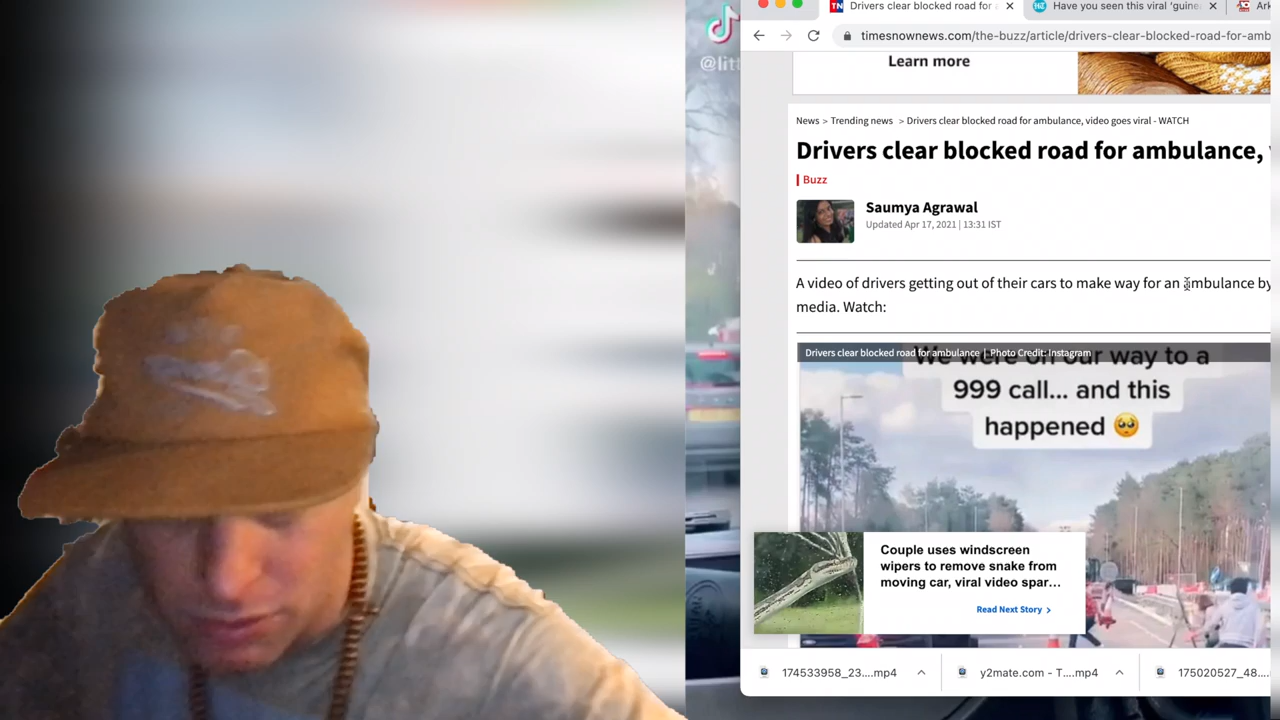 @litt
TN Drivers clear blocked road for
Have you seen this viral 'guine
Ark
timesnownews.com/the-buzz/article/drivers-clear-blocked-road-for-amb
Learn more
News > Trending news > Drivers clear blocked road for ambulance, video goes viral - WATCH
Drivers clear blocked road for ambulance,
Buzz
Saumya Agrawal
Updated Apr 17, 2021 | 13:31 IST
A video of drivers getting out of their cars to make way for an ambulance by
media. Watch:
Drivers clear blocked road for ambulance | Photo Credit: Instagram
We were on our way to a
999 call... and this
happened 🥺
Couple uses windscreen
wipers to remove snake from
moving car, viral video spar...
Read Next Story >
174533958_23....mp4
y2mate.com - T....mp4
175020527_48....